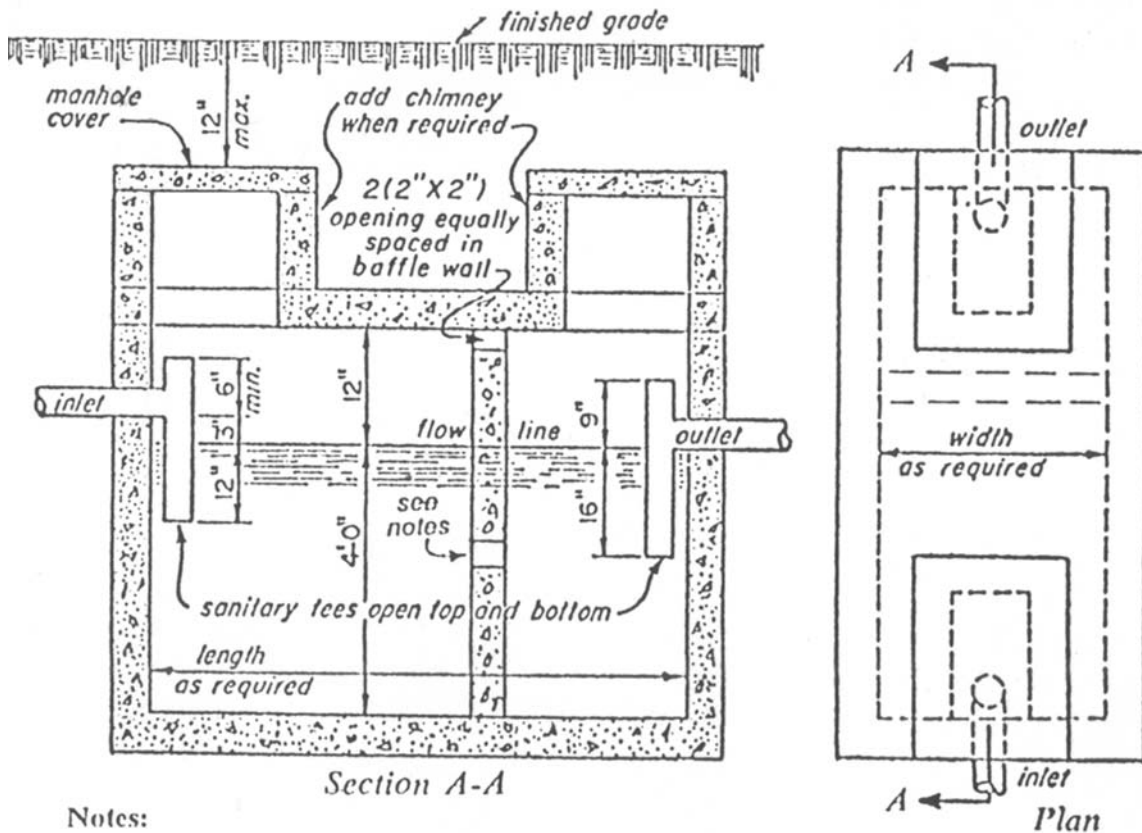 finished grade
manhole
cover
12"
max.
add chimney
when required
2(2"X2")
opening equally
spaced in
baffle wall
inlet
6"
min.
3"
12"
12"
flow line
4'0"
see
notes
9"
16"
outlet
sanitary tees open top and bottom
length
as required
Section A-A
Notes:
A
outlet
width
as required
A
inlet
Plan